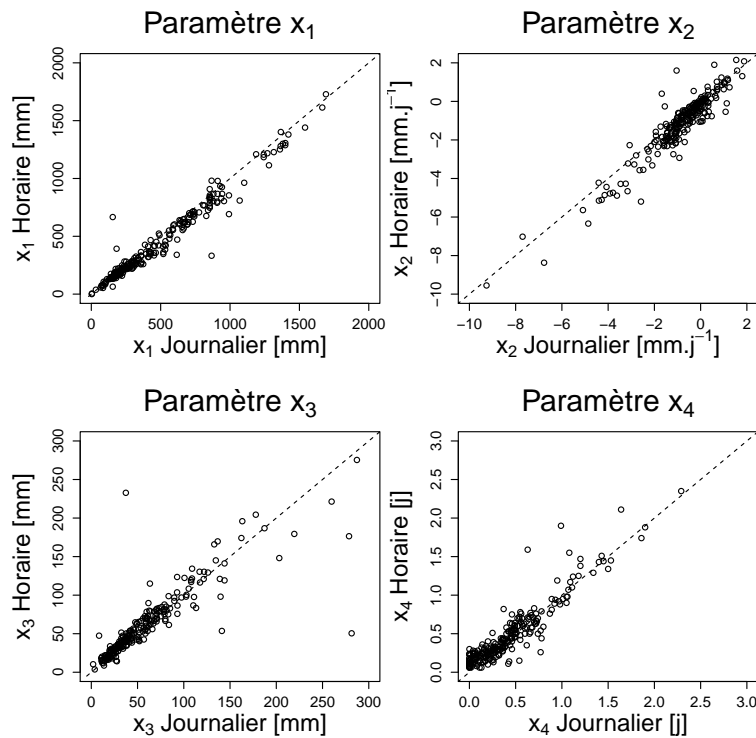 Paramètre x1
x1 Horaire [mm]
2000
1500
1000
500
0
0 500 1000 1500 2000
x1 Journalier [mm]
Paramètre x2
x2 Horaire [mm.j−1]
2
0
−2
−4
−6
−8
−10
−10 −8 −6 −4 −2 0 2
x2 Journalier [mm.j−1]
Paramètre x3
x3 Horaire [mm]
300
250
200
150
100
50
0
0 50 100 150 200 250 300
x3 Journalier [mm]
Paramètre x4
x4 Horaire [j]
3.0
2.5
2.0
1.5
1.0
0.5
0.0
0.0 0.5 1.0 1.5 2.0 2.5 3.0
x4 Journalier [j]